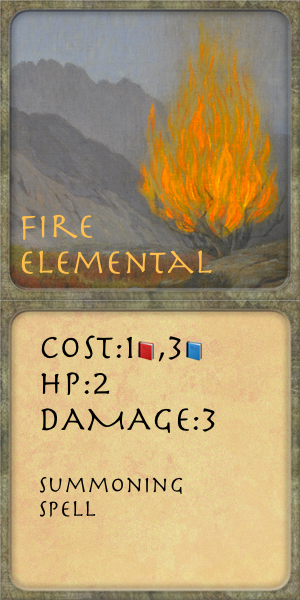 FIRE
ELEMENTAL
COST:1📕,3📘
HP:2
DAMAGE:3
SUMMONING
SPELL